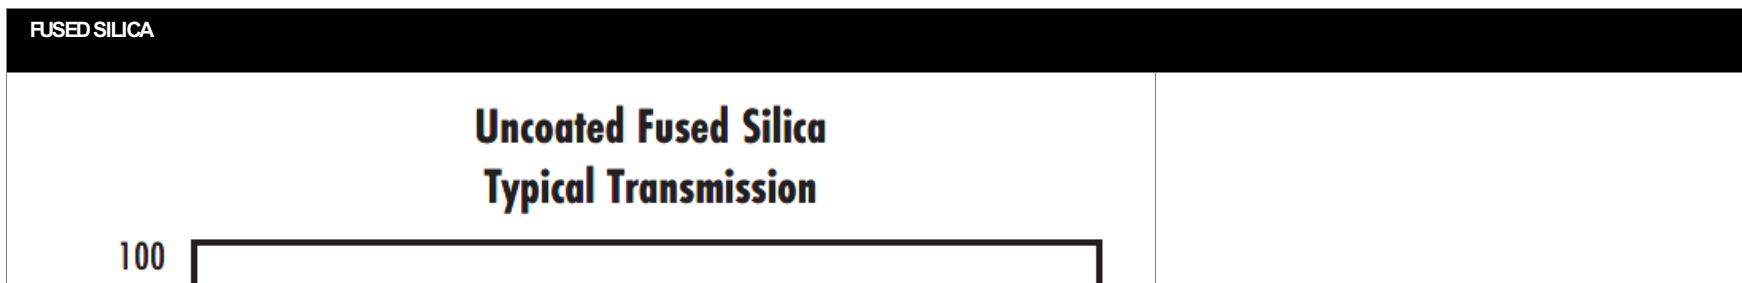 FUSED SILICA
Uncoated Fused Silica
Typical Transmission
100